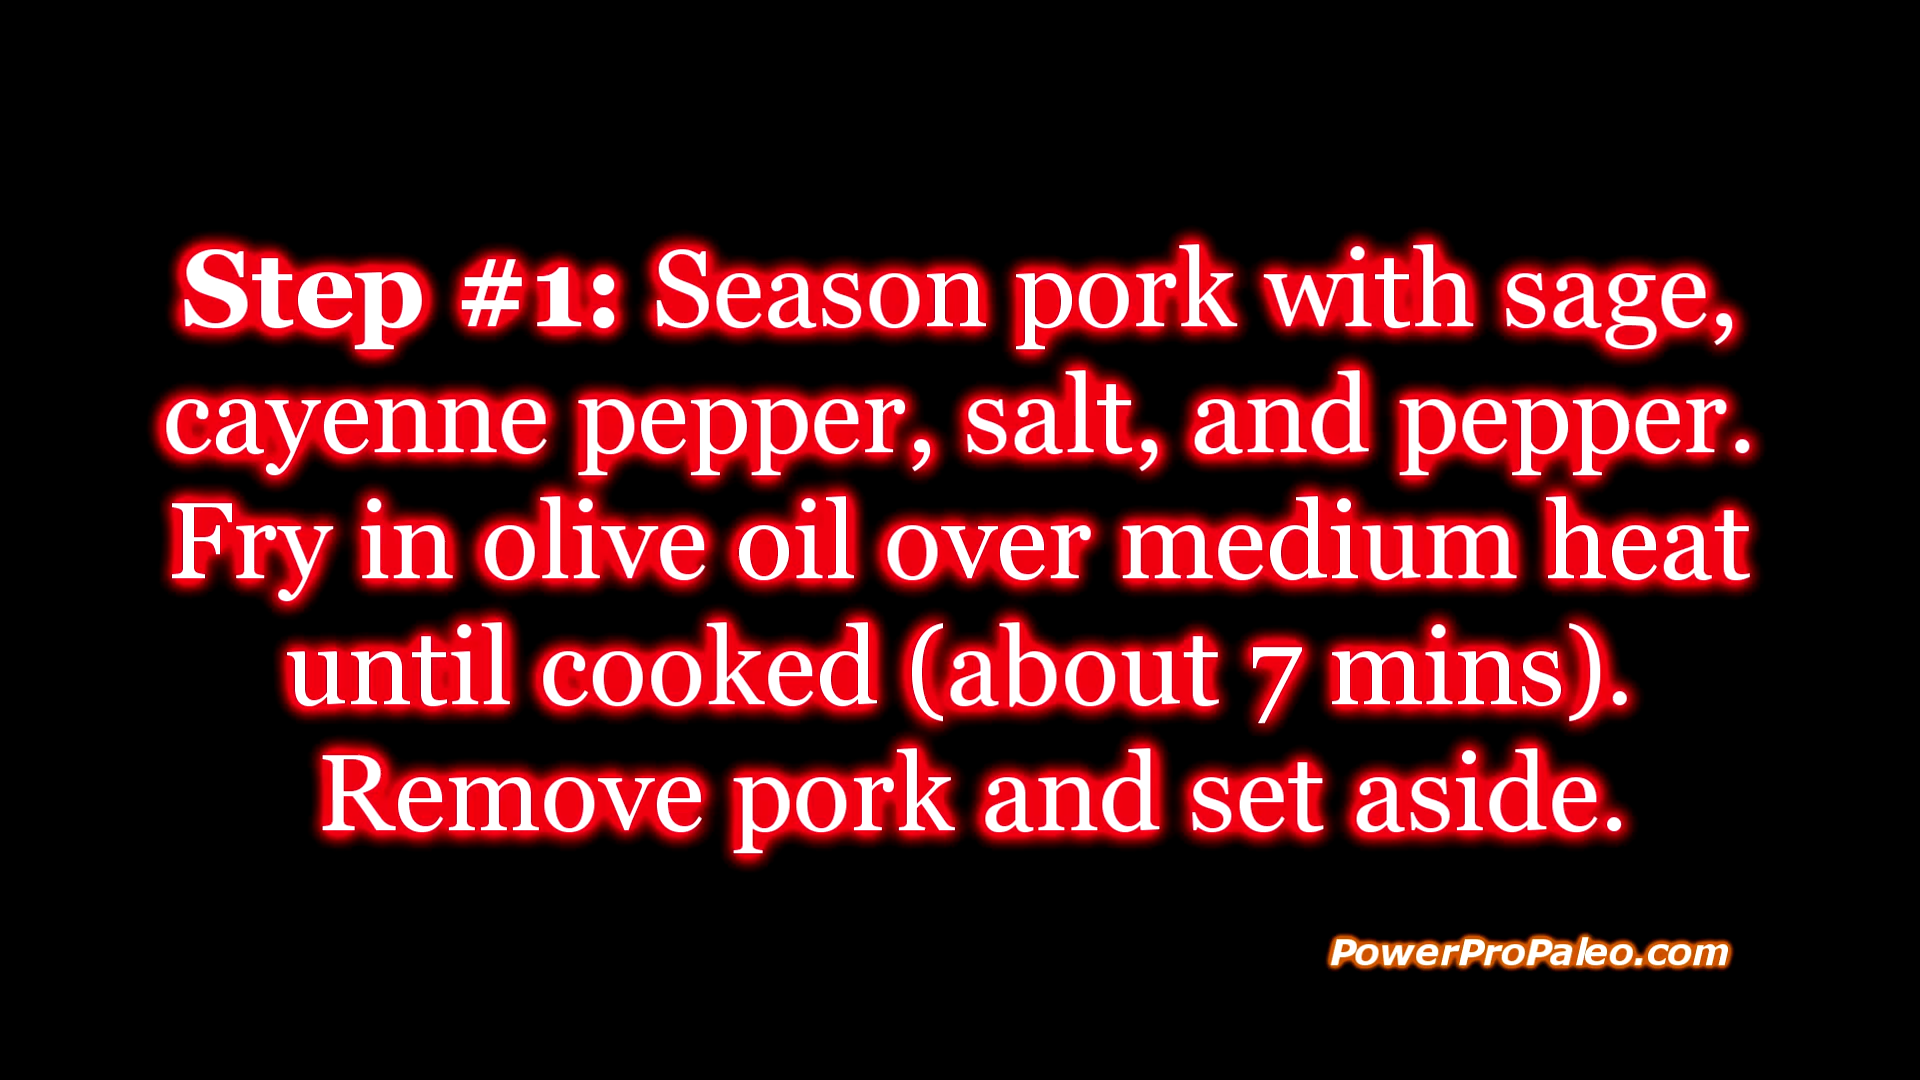 Step #1: Season pork with sage,
cayenne pepper, salt, and pepper.
Fry in olive oil over medium heat
until cooked (about 7 mins).
Remove pork and set aside.
PowerProPaleo.com